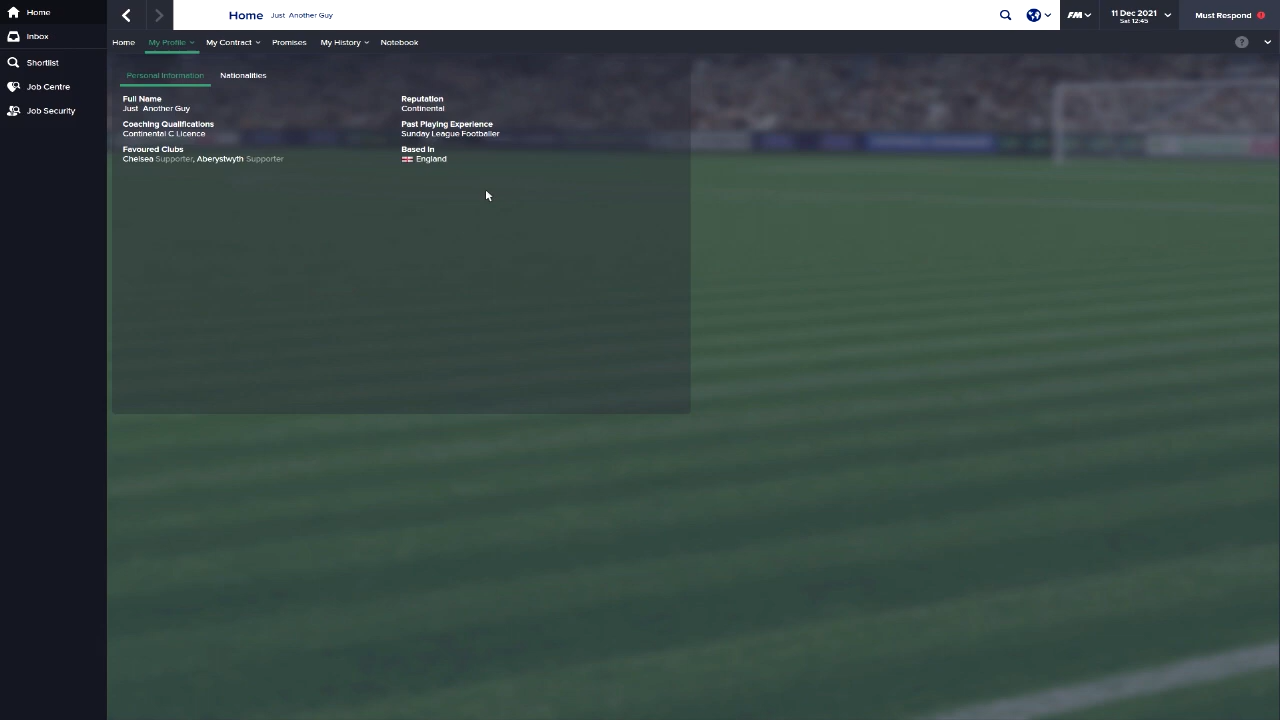 Home
Inbox
Shortlist
Job Centre
Job Security
Home Just Another Guy
FM
11 Dec 2021
Sat 12:45
Must Respond
Home My Profile My Contract Promises My History Notebook
Personal Information Nationalities
Full Name
Just Another Guy
Reputation
Continental
Coaching Qualifications
Continental C Licence
Past Playing Experience
Sunday League Footballer
Favoured Clubs
Chelsea Supporter, Aberystwyth Supporter
Based In
England